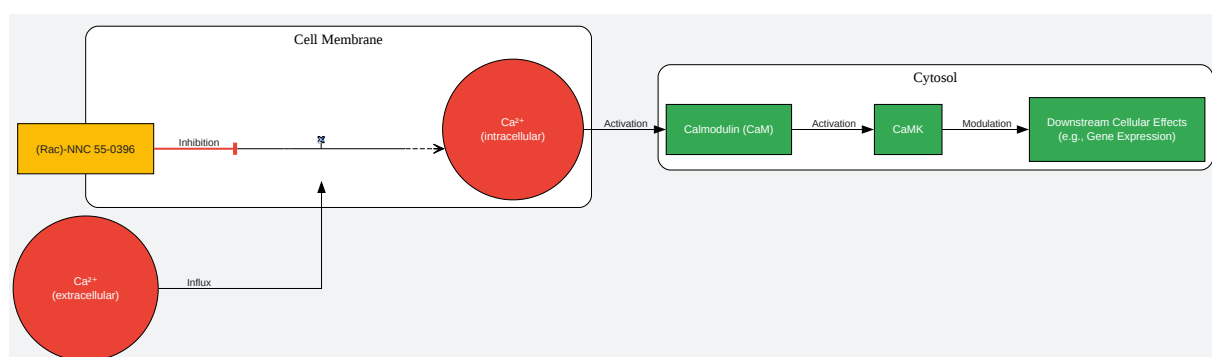 Cell Membrane
Cytosol
(Rac)-NNC 55-0396
Inhibition
Ca²⁺
(intracellular)
Activation
Calmodulin (CaM)
Activation
CaMK
Modulation
Downstream Cellular Effects
(e.g., Gene Expression)
Ca²⁺
(extracellular)
Influx